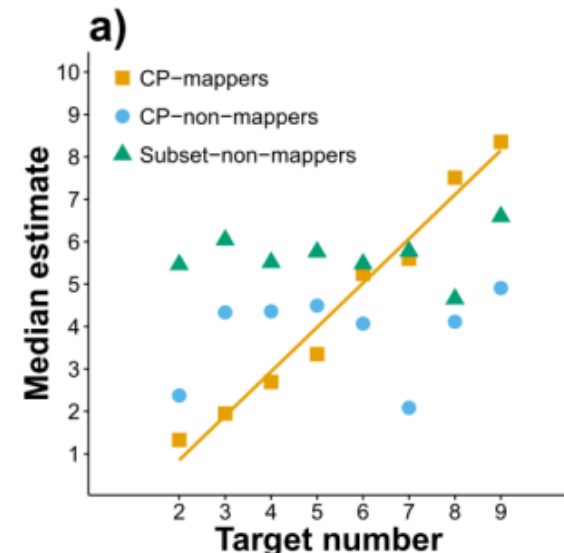 a)
10
CP−mappers
9
CP−non−mappers
8
Subset−non−mappers
7
6
5
4
3
2
1
Median estimate
2 3 4 5 6 7 8 9
Target number